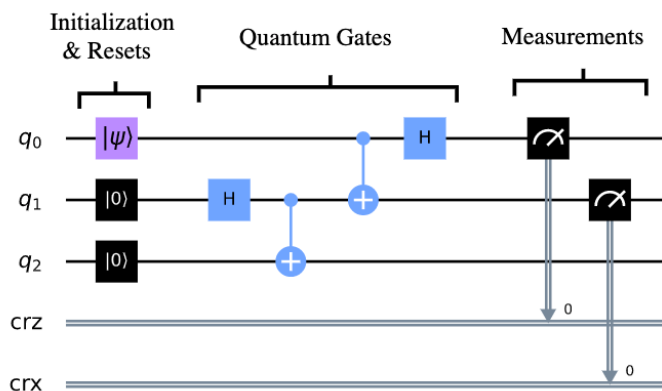 Initialization
& Resets
Quantum Gates
Measurements
q₀ |ψ⟩ H
q₁ |0⟩ H
q₂ |0⟩
crz 0
crx 0